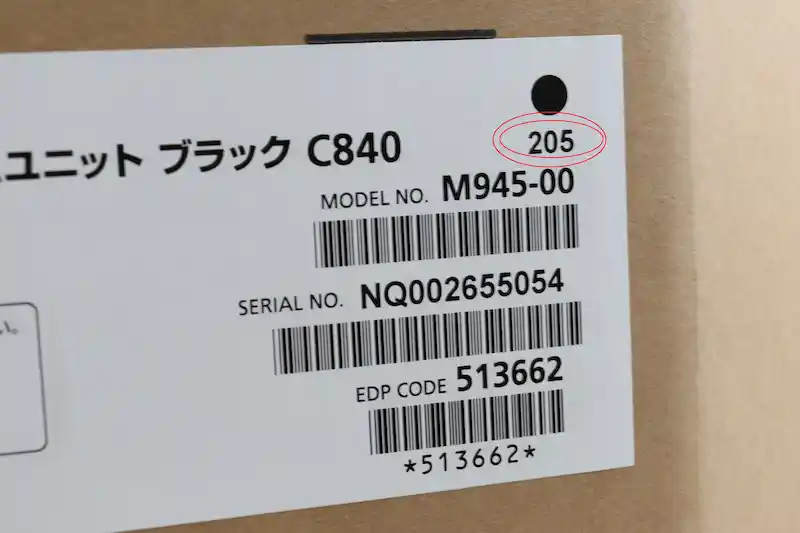 205
ユニット ブラック C840
MODEL NO. M945-00
SERIAL NO. NQ002655054
EDP CODE 513662
*513662*
い。